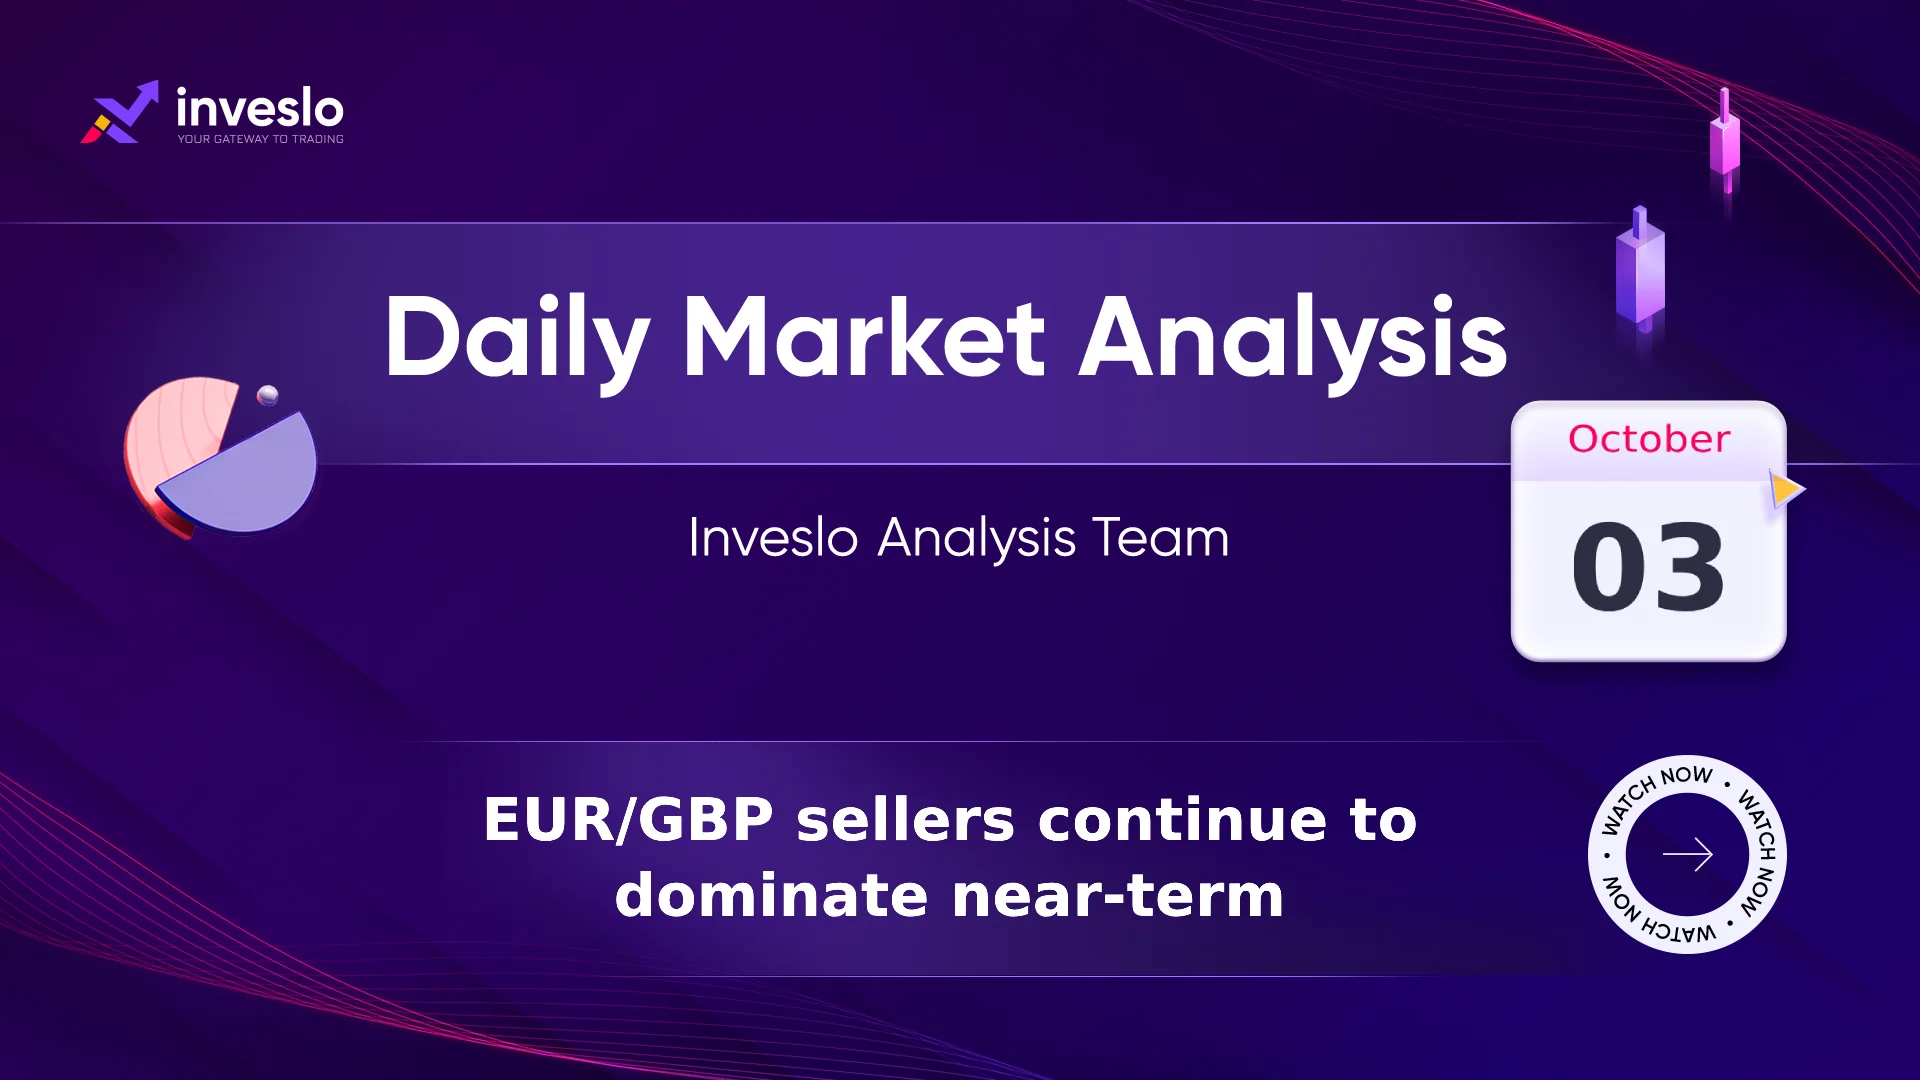 inveslo
YOUR GATEWAY TO TRADING
Daily Market Analysis
October
03
Inveslo Analysis Team
EUR/GBP sellers continue to
dominate near-term
WATCH NOW • WATCH NOW • WATCH NOW •